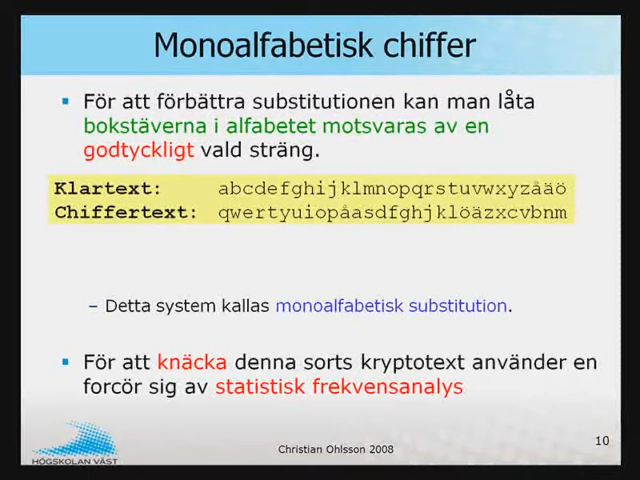 Monoalfabetisk chiffer
För att förbättra substitutionen kan man låta
bokstäverna i alfabetet motsvaras av en
godtyckligt vald sträng.
Klartext: abcdefghijklmnopqrstuvwxyzåäö
Chiffertext: qwertyuiopåasdfghjklöäzxcvbnm
– Detta system kallas monoalfabetisk substitution.
För att knäcka denna sorts kryptotext använder en
forcör sig av statistisk frekvensanalys
10
Christian Ohlsson 2008
HÖGSKOLAN VÄST